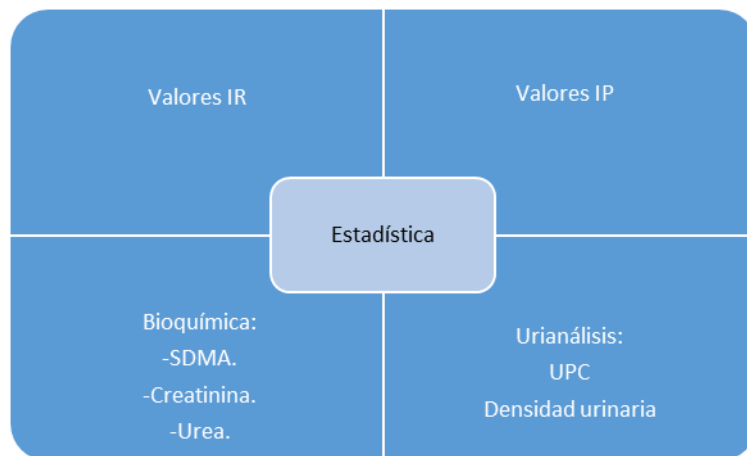 Valores IR
Valores IP
Estadística
Bioquímica:
-SDMA.
-Creatinina.
-Urea.
Urianálisis:
UPC
Densidad urinaria